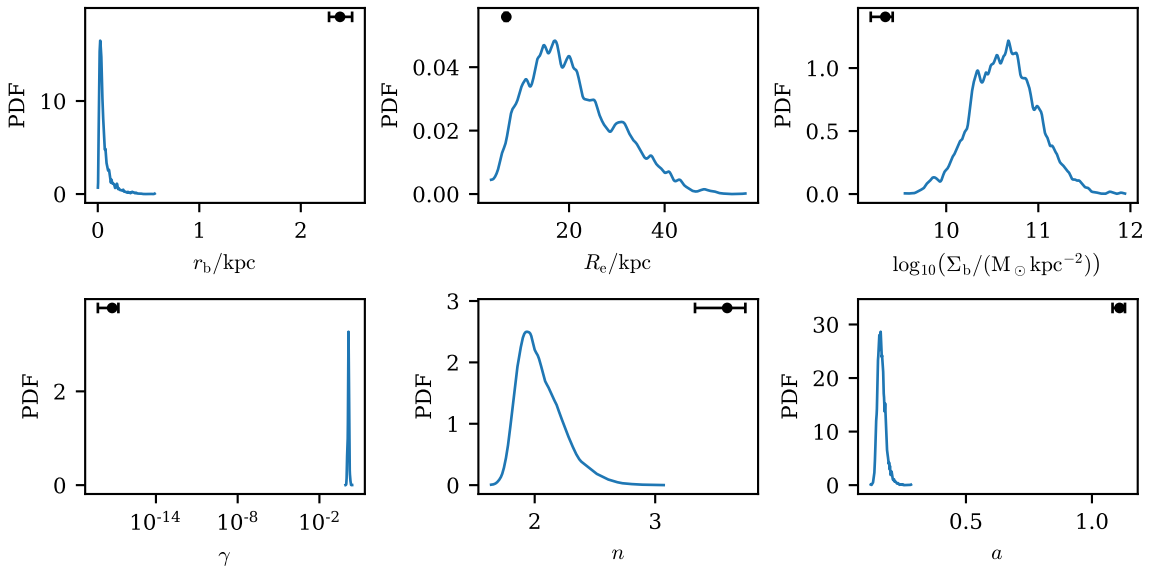 PDF
10
0
0
1
2
r_b/kpc
PDF
0.04
0.02
0.00
20
40
R_e/kpc
PDF
1.0
0.5
0.0
10
11
12
log₁₀(Σ_b/(M_⊙ kpc⁻²))
PDF
2
0
10⁻¹⁴
10⁻⁸
10⁻²
γ
PDF
3
2
1
0
2
3
n
PDF
30
20
10
0
0.5
1.0
a